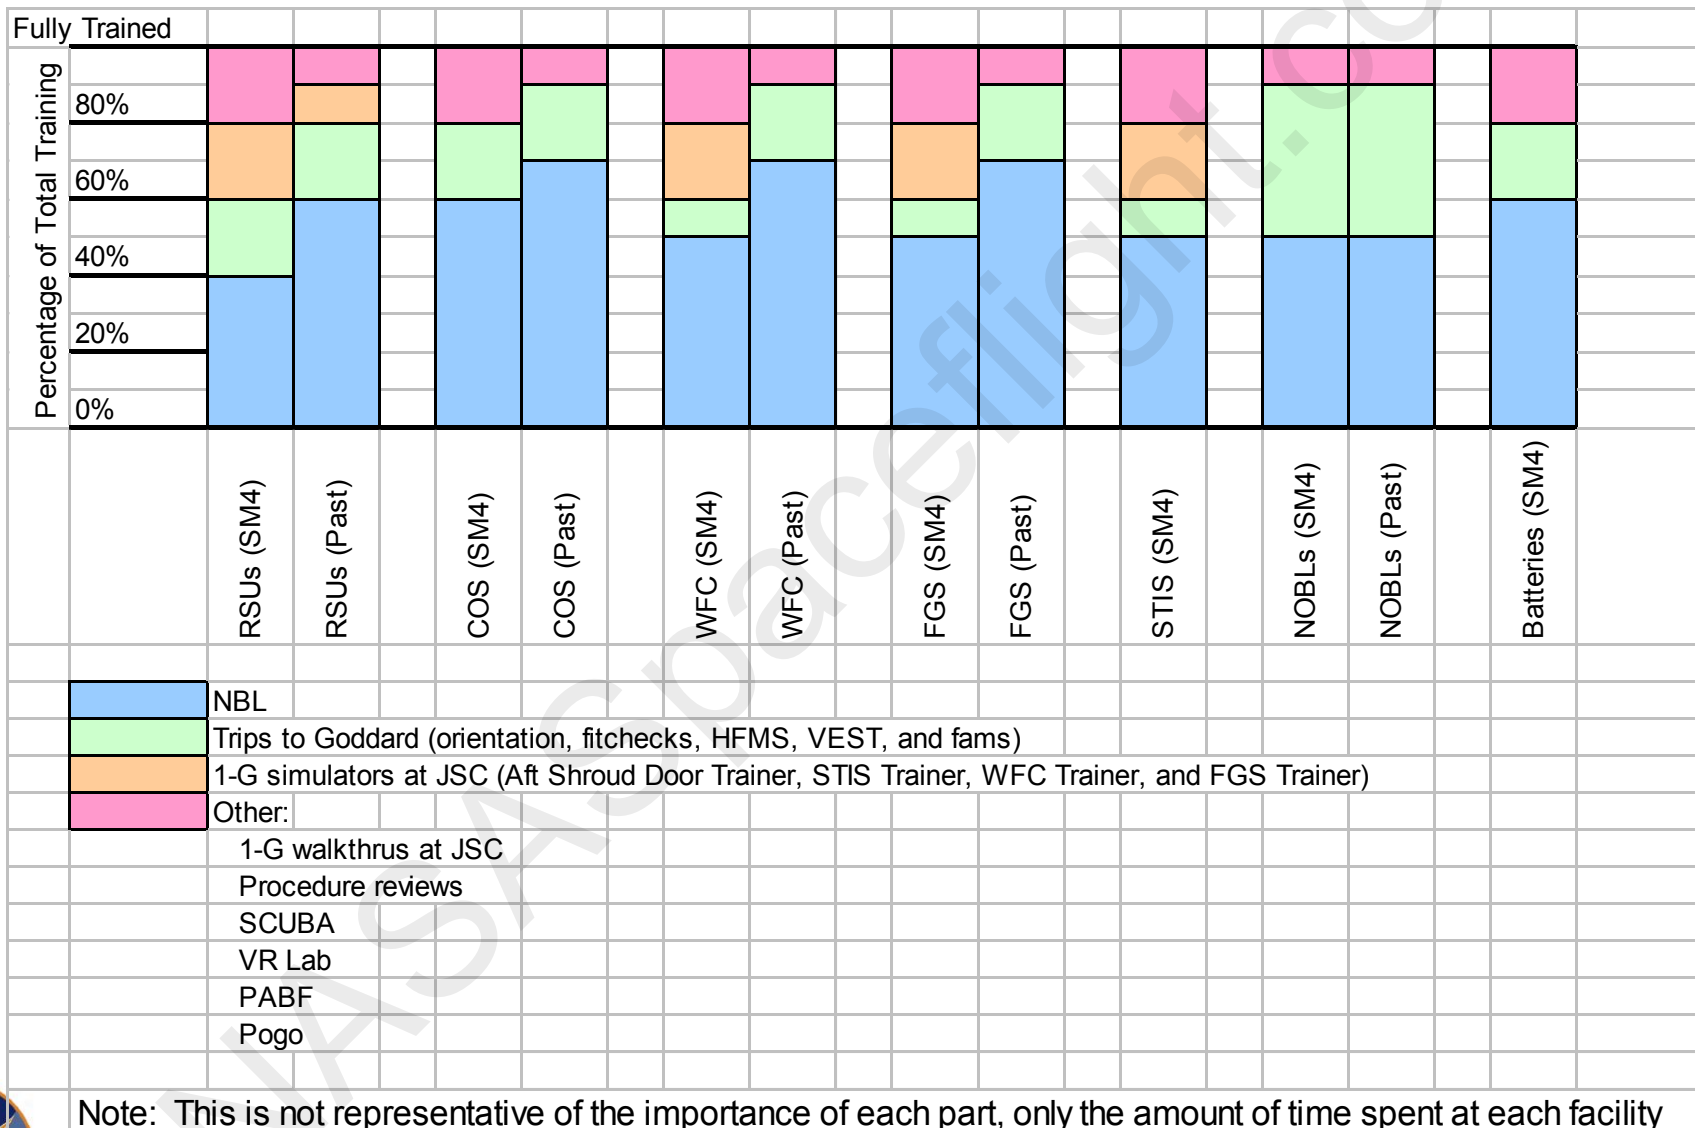 Fully Trained
Percentage of Total Training
80%
60%
40%
20%
0%
RSUs (SM4)
RSUs (Past)
COS (SM4)
COS (Past)
WFC (SM4)
WFC (Past)
FGS (SM4)
FGS (Past)
STIS (SM4)
NOBLs (SM4)
NOBLs (Past)
Batteries (SM4)
NBL
Trips to Goddard (orientation, fitchecks, HFMS, VEST, and fams)
1-G simulators at JSC (Aft Shroud Door Trainer, STIS Trainer, WFC Trainer, and FGS Trainer)
Other:
1-G walkthrus at JSC
Procedure reviews
SCUBA
VR Lab
PABF
Pogo
Note: This is not representative of the importance of each part, only the amount of time spent at each facility
NASASpaceflight.co